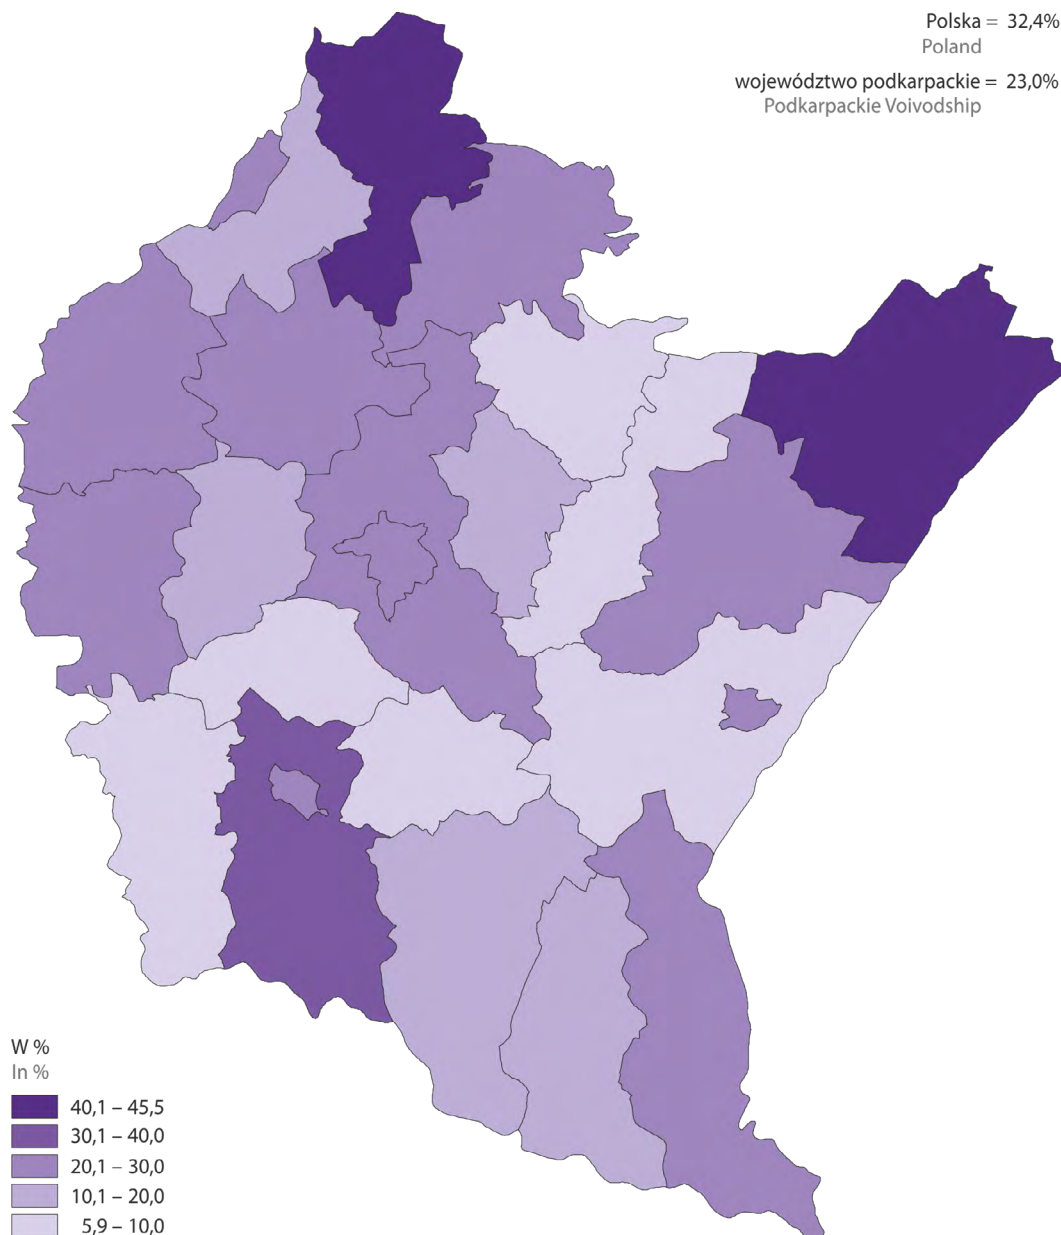 Polska = 32,4%
Poland
województwo podkarpackie = 23,0%
Podkarpackie Voivodship
W %
In %
40,1 – 45,5
30,1 – 40,0
20,1 – 30,0
10,1 – 20,0
5,9 – 10,0